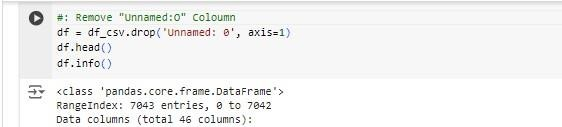 #: Remove "Unnamed:O" Coloumn
df = df_csv.drop('Unnamed: 0', axis=1)
df.head()
df.info()
<class 'pandas.core.frame.DataFrame'>
RangeIndex: 7043 entries, 0 to 7042
Data columns (total 46 columns):